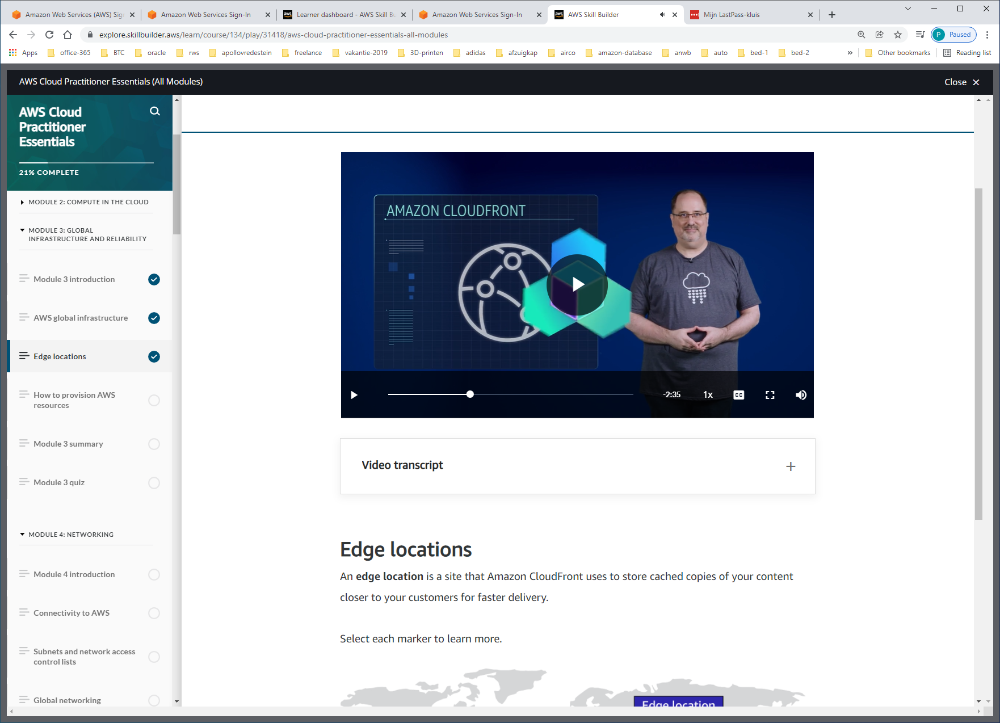 Amazon Web Services (AWS) Sig
Amazon Web Services Sign-In
Learner dashboard - AWS Skill Bu
Amazon Web Services Sign-In
AWS Skill Builder
Mijn LastPass-kluis
explore.skillbuilder.aws/learn/course/134/play/31418/aws-cloud-practitioner-essentials-all-modules
P Paused
Apps office-365 BTC oracle rws apollovredestein freelance vakantie-2019 3D-printen adidas afzuigkap airco amazon-database anwb auto bed-1 bed-2 » Other bookmarks Reading list
AWS Cloud Practitioner Essentials (All Modules)
Close
AWS Cloud
Practitioner
Essentials
21% COMPLETE
MODULE 2: COMPUTE IN THE CLOUD
MODULE 3: GLOBAL
INFRASTRUCTURE AND RELIABILITY
Module 3 introduction
AWS global infrastructure
Edge locations
How to provision AWS
resources
Module 3 summary
Module 3 quiz
MODULE 4: NETWORKING
Module 4 introduction
Connectivity to AWS
Subnets and network access
control lists
Global networking
AMAZON CLOUDFRONT
-2:35
1x
CC
Video transcript
Edge locations
An edge location is a site that Amazon CloudFront uses to store cached copies of your content
closer to your customers for faster delivery.
Select each marker to learn more.
Edge location